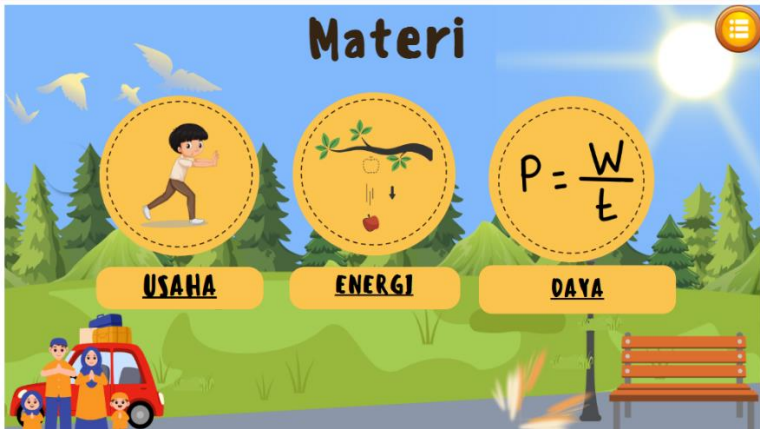 Materi
P = W/t
USAHA
ENERGI
DAYA